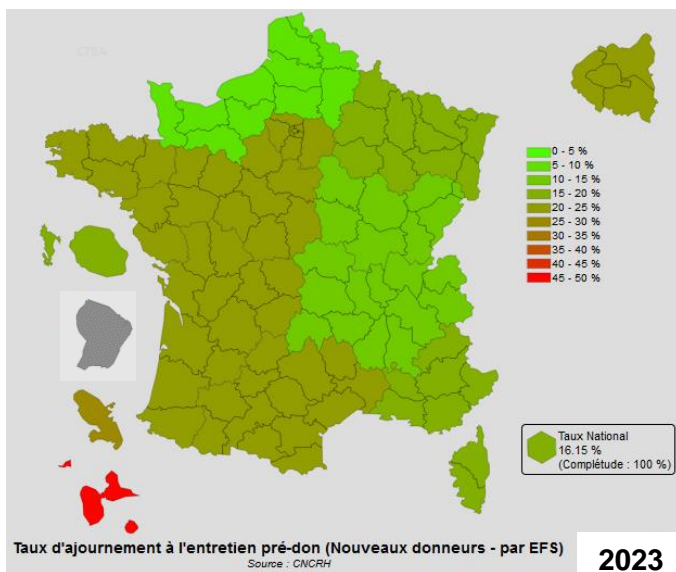 CTSA
0 - 5 %
5 - 10 %
10 - 15 %
15 - 20 %
20 - 25 %
25 - 30 %
30 - 35 %
35 - 40 %
40 - 45 %
45 - 50 %
Taux National
16.15 %
(Complétude : 100 %)
Taux d'ajournement à l'entretien pré-don (Nouveaux donneurs - par EFS)
Source : CNCRH
2023